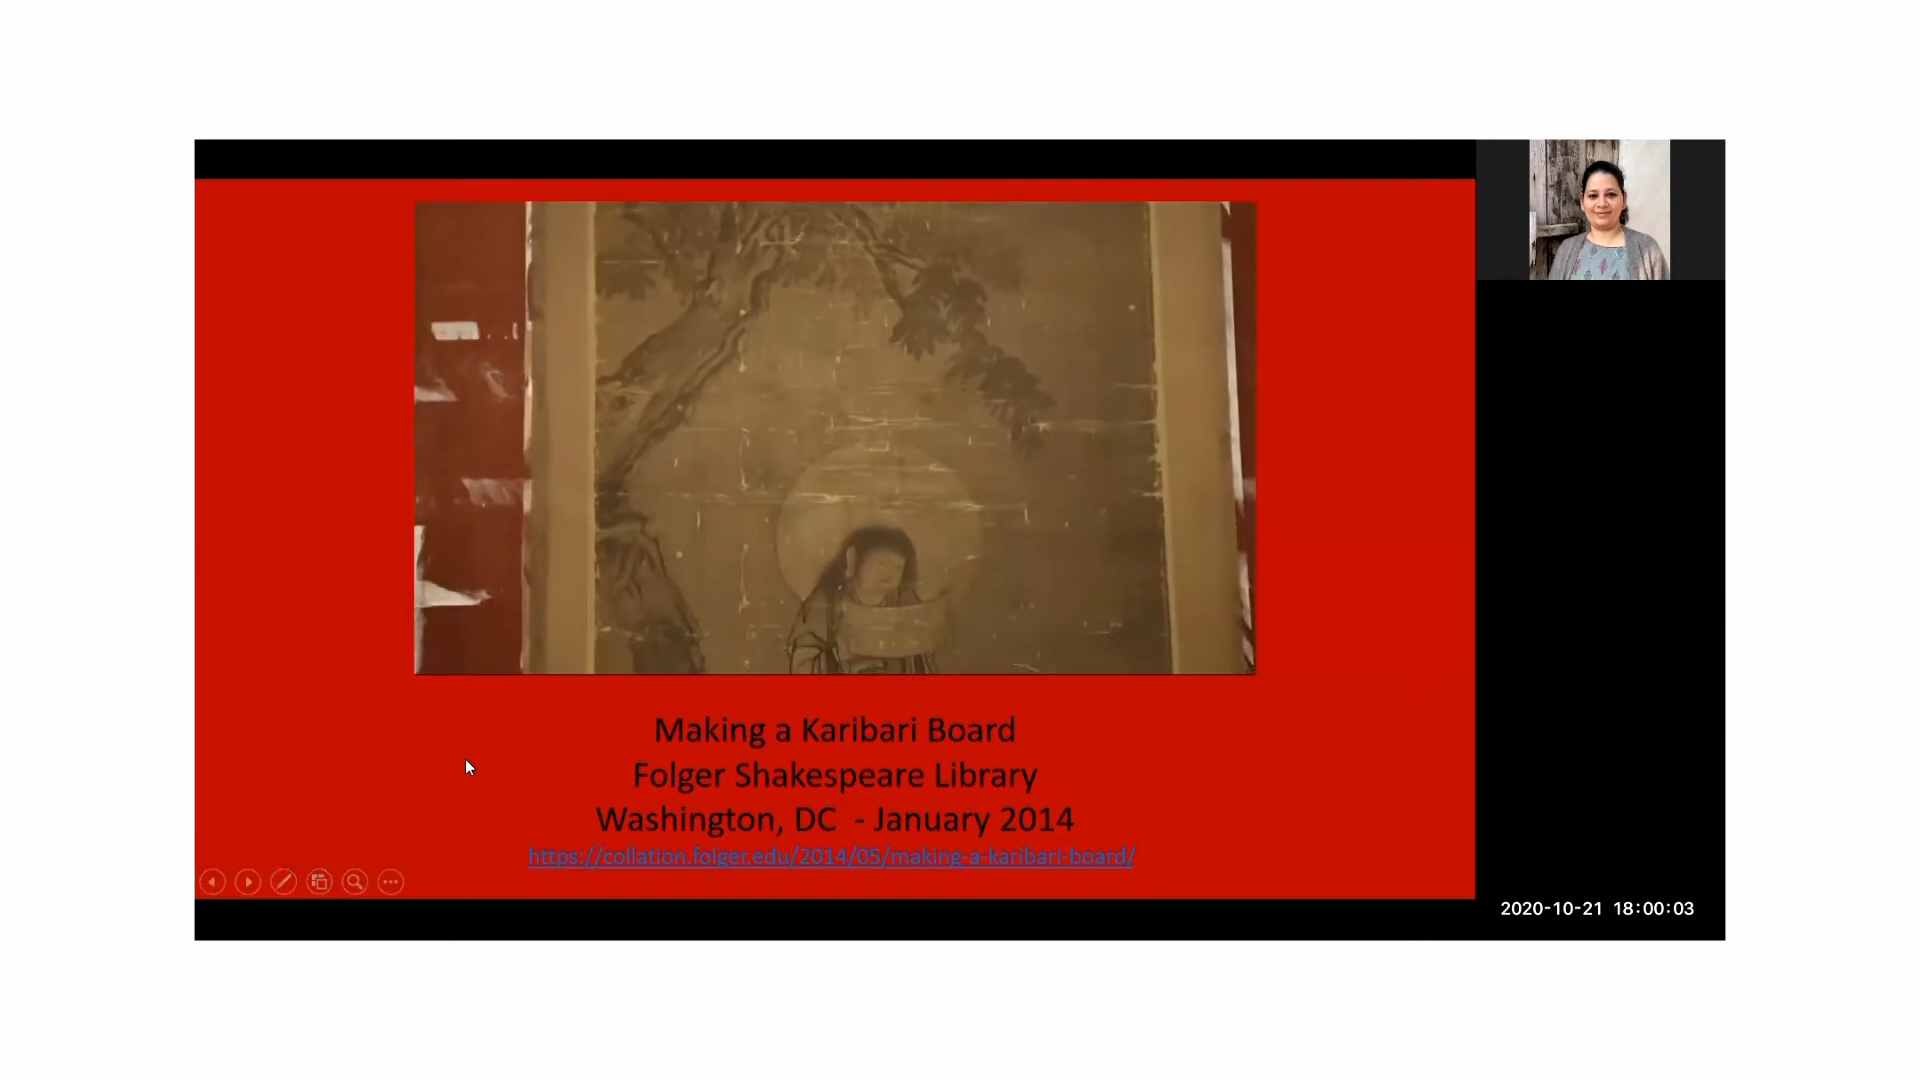 Making a Karibari Board
Folger Shakespeare Library
Washington, DC  - January 2014
https://collation.folger.edu/2014/05/making-a-karibari-board/
2020-10-21 18:00:03